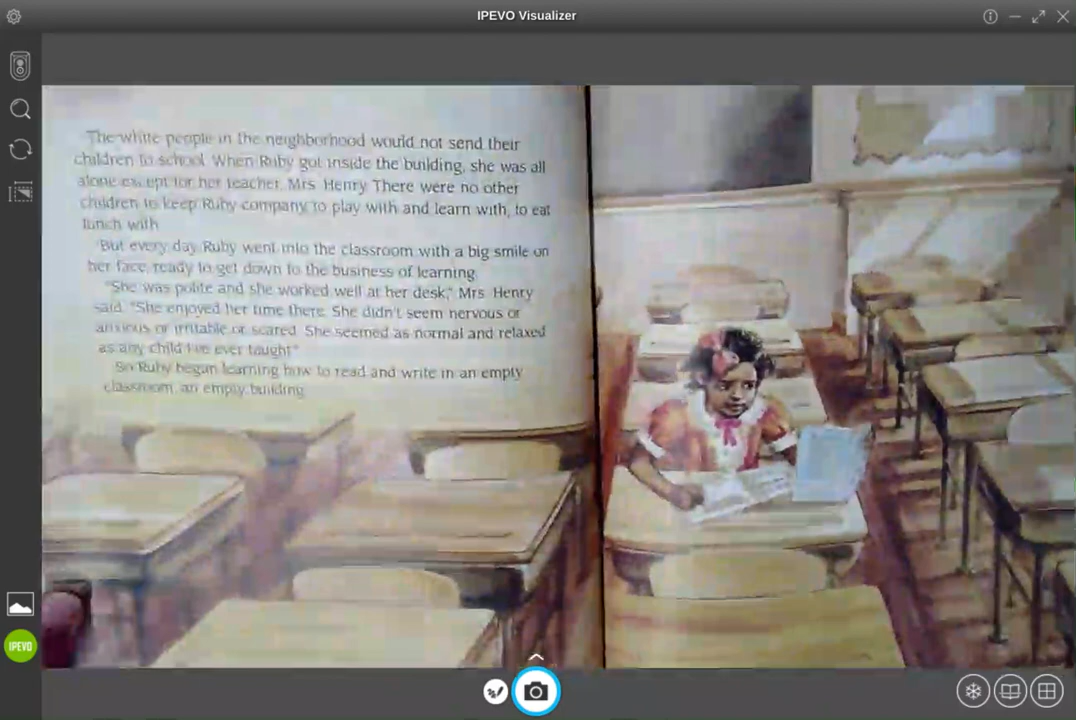 IPEVO Visualizer
The white people in the neighborhood would not send their
children to school. When Ruby got inside the building, she was all
alone except for her teacher, Mrs. Henry. There were no other
children to keep Ruby company, to play with and learn with, to eat
lunch with.
But every day, Ruby went into the classroom with a big smile on
her face, ready to get down to the business of learning.
"She was polite and she worked well at her desk," Mrs. Henry
said. "She enjoyed her time there. She didn't seem nervous or
anxious or irritable or scared. She seemed as normal and relaxed
as any child I've ever taught."
So Ruby began learning how to read and write in an empty
classroom, an empty building.
IPEVO